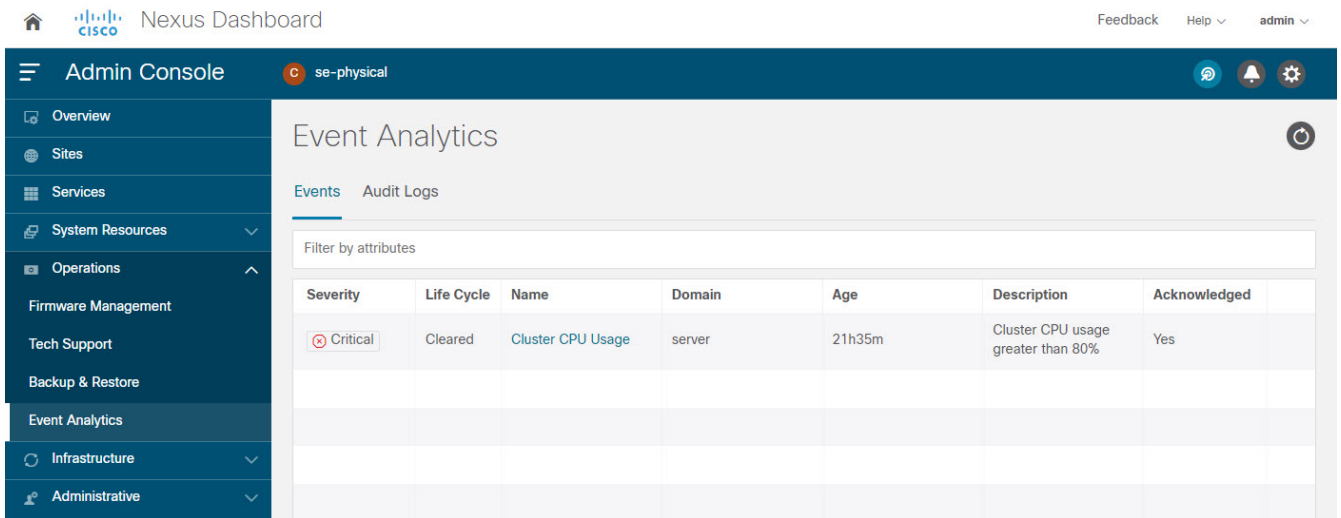 CISCO Nexus Dashboard
Feedback Help admin
Admin Console
C se-physical
Overview
Sites
Services
System Resources
Operations
Firmware Management
Tech Support
Backup & Restore
Event Analytics
Infrastructure
Administrative
Event Analytics
Events Audit Logs
Filter by attributes
Severity Life Cycle Name Domain Age Description Acknowledged
Critical Cleared Cluster CPU Usage server 21h35m Cluster CPU usage Yes
greater than 80%